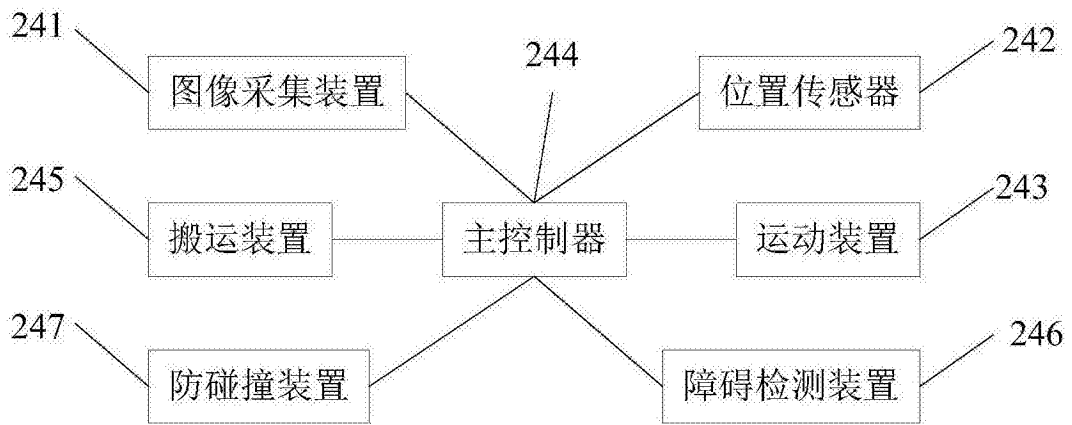 241
图像采集装置
244
位置传感器
242
245
搬运装置
主控制器
运动装置
243
247
防碰撞装置
障碍检测装置
246